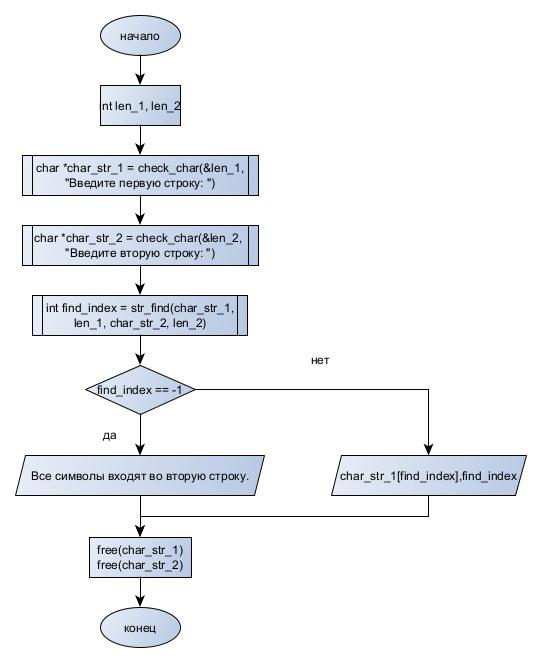 начало
int len_1, len_2
char *char_str_1 = check_char(&len_1,
"Введите первую строку: ")
char *char_str_2 = check_char(&len_2,
"Введите вторую строку: ")
int find_index = str_find(char_str_1,
len_1, char_str_2, len_2)
find_index == -1
нет
да
Все символы входят во вторую строку.
char_str_1[find_index],find_index
free(char_str_1)
free(char_str_2)
конец